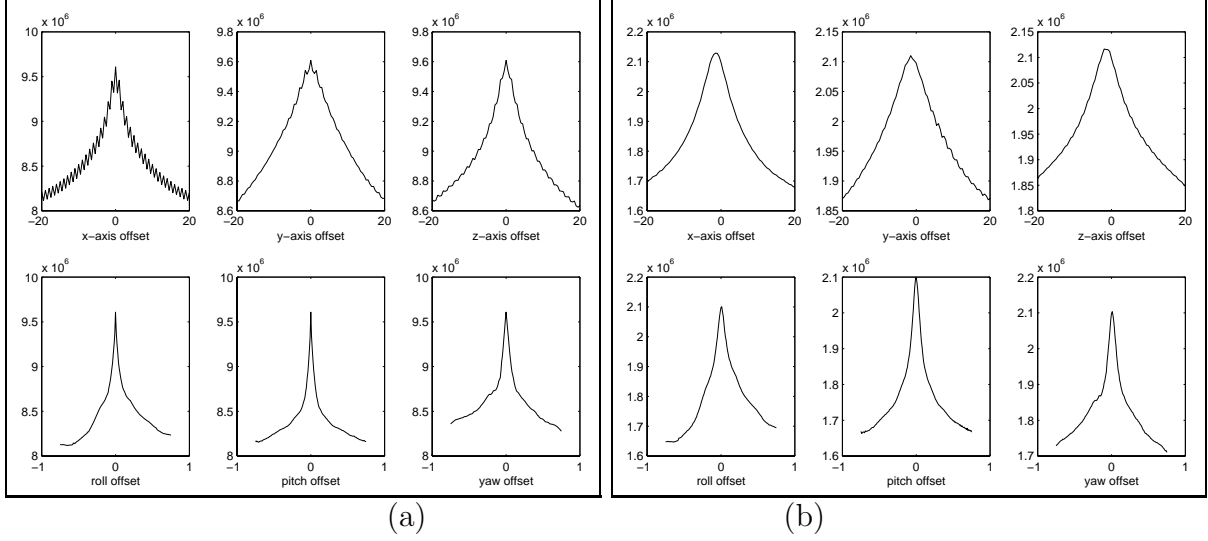 x 10^6 x 10^6 x 10^6 x 10^6 x 10^6 x 10^6
10 9.8 9.8 2.2 2.15 2.15
9.5 9.6 9.6 2.1 2.1 2.1
9 9.4 9.4 2 2.05 2.05
8.5 9.2 9.2 1.9 2 2
8 9 9 1.8 1.95 1.95
8.8 8.8 1.7 1.9 1.9
8.6 8.6 1.6 1.85 1.85
1.8
−20 0 20 −20 0 20 −20 0 20 −20 0 20 −20 0 20 −20 0 20
x-axis offset y-axis offset z-axis offset x-axis offset y-axis offset z-axis offset
x 10^6 x 10^6 x 10^6 x 10^6 x 10^6 x 10^6
10 10 10 2.2 2.1 2.2
9.5 9.5 9.5 2.1 2 2.1
9 9 9 2 1.9 2
8.5 8.5 8.5 1.9 1.8 1.9
8 8 8 1.8 1.7 1.8
1.7 1.6 1.7
1.6
−1 0 1 −1 0 1 −1 0 1 −1 0 1 −1 0 1 −1 0 1
roll offset pitch offset yaw offset roll offset pitch offset yaw offset
(a) (b)